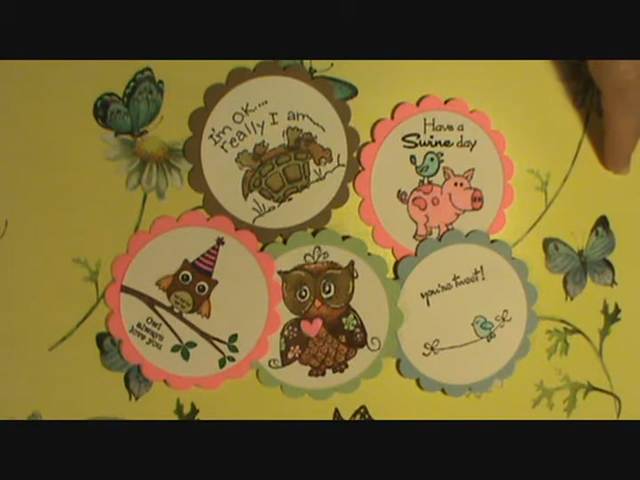 I'm OK...
really I am
Have a
Swine day
Owl
always
love you
you're tweet!